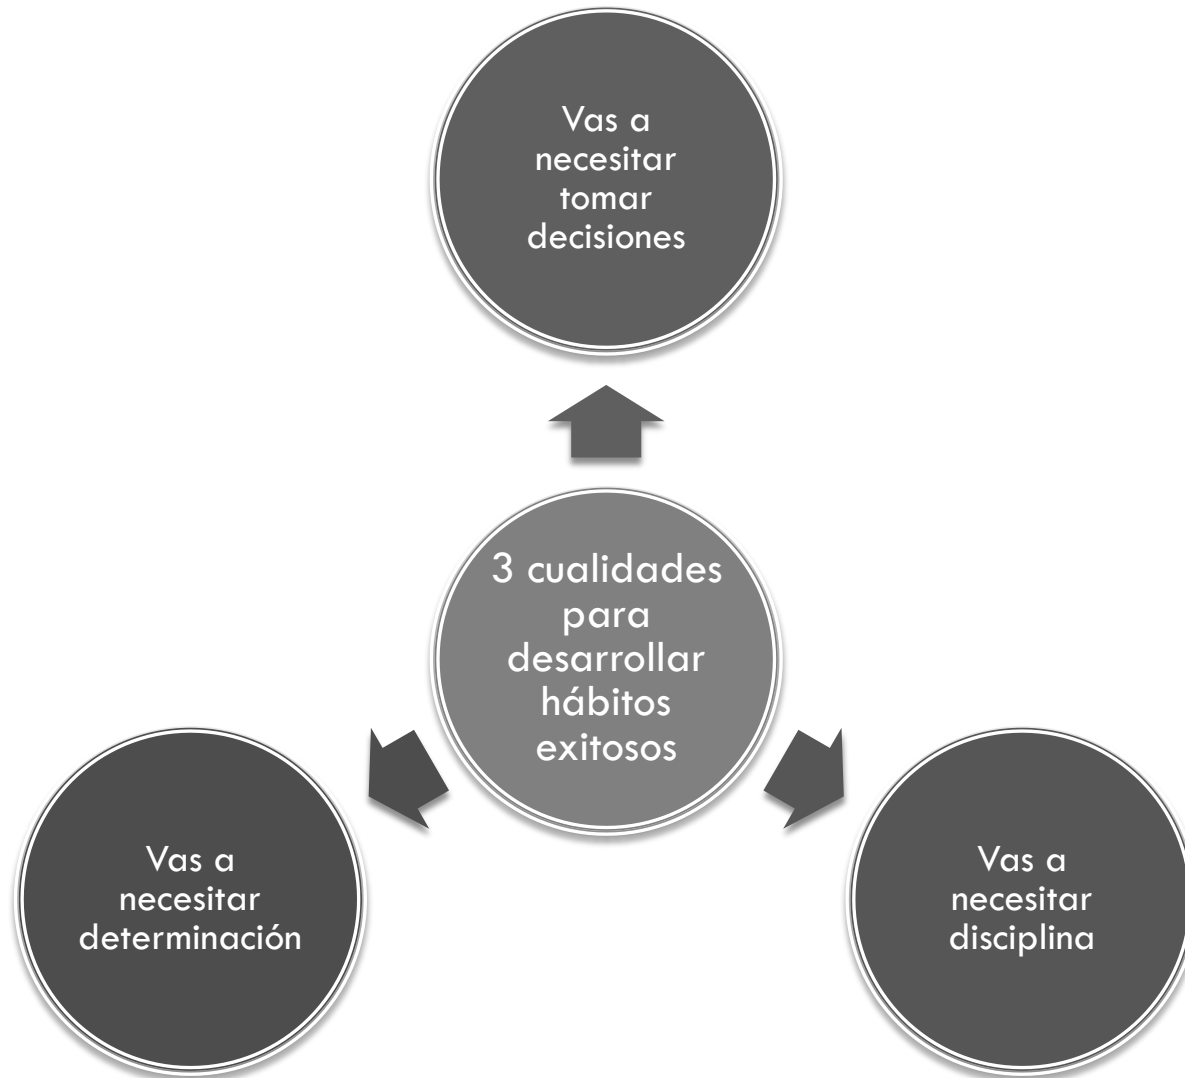 Vas a
necesitar
tomar
decisiones
3 cualidades
para
desarrollar
hábitos
exitosos
Vas a
necesitar
determinación
Vas a
necesitar
disciplina